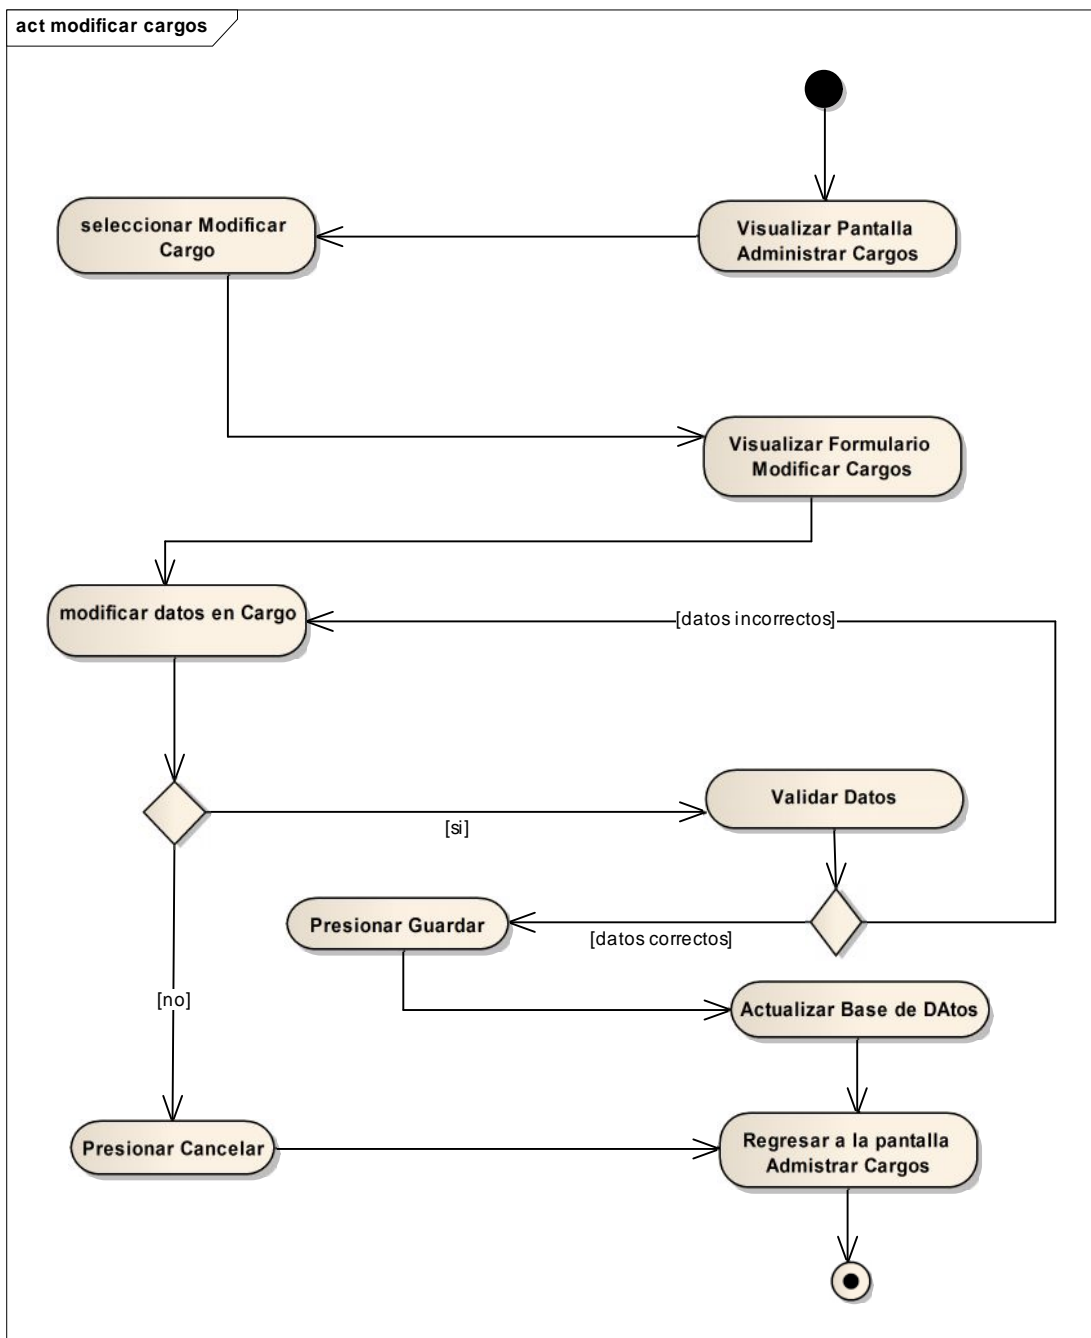 act modificar cargos
seleccionar Modificar
Cargo
Visualizar Pantalla
Administrar Cargos
Visualizar Formulario
Modificar Cargos
modificar datos en Cargo
[datos incorrectos]
Validar Datos
[si]
Presionar Guardar
[datos correctos]
[no]
Actualizar Base de DAtos
Presionar Cancelar
Regresar a la pantalla
Admistrar Cargos